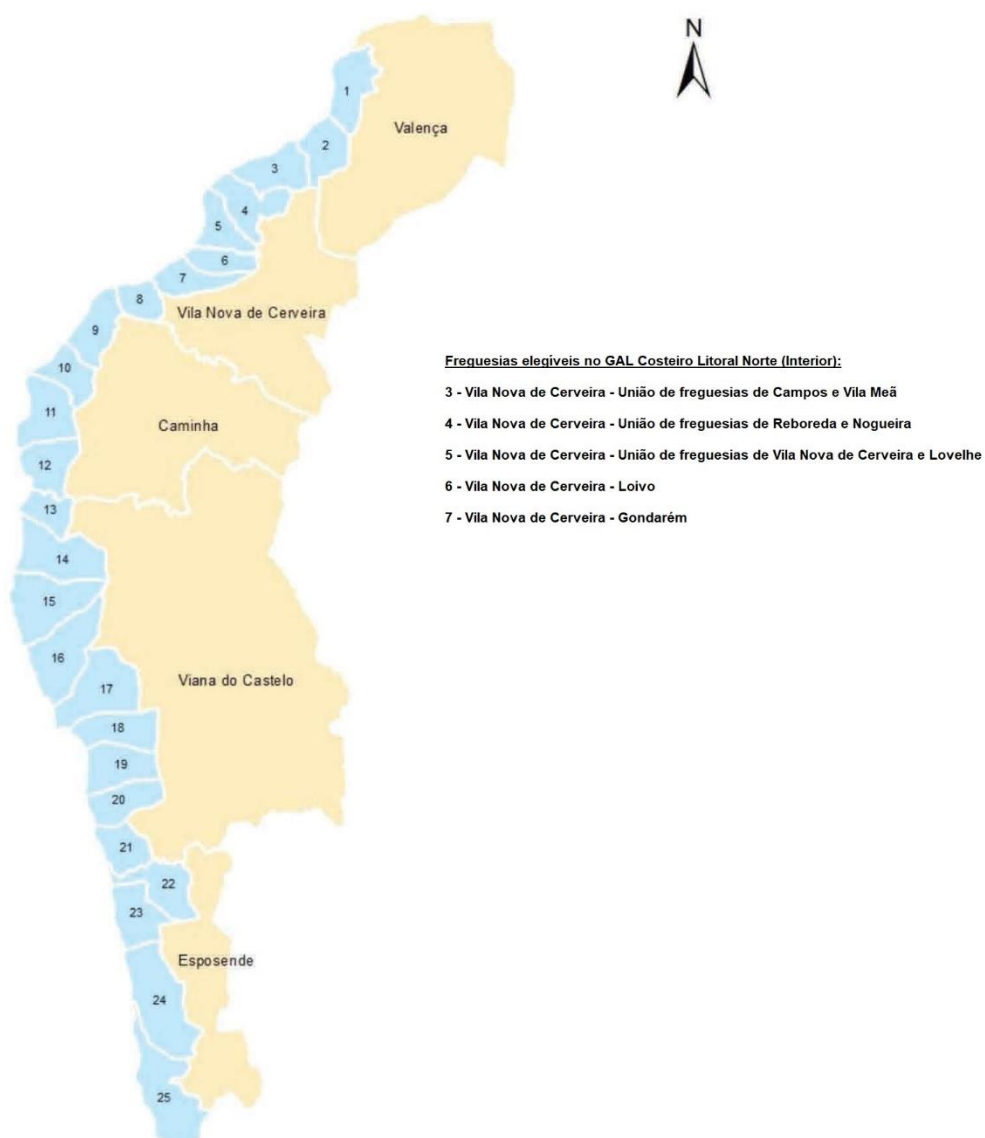 N
1
Valença
2
3
4
5
6
7
8
Vila Nova de Cerveira
9
10
Freguesias elegíveis no GAL Costeiro Litoral Norte (Interior):
3 - Vila Nova de Cerveira - União de freguesias de Campos e Vila Meã
4 - Vila Nova de Cerveira - União de freguesias de Reboreda e Nogueira
5 - Vila Nova de Cerveira - União de freguesias de Vila Nova de Cerveira e Lovelhe
6 - Vila Nova de Cerveira - Loivo
7 - Vila Nova de Cerveira - Gondarém
11
Caminha
12
13
14
15
16
Viana do Castelo
17
18
19
20
21
22
23
Esposende
24
25